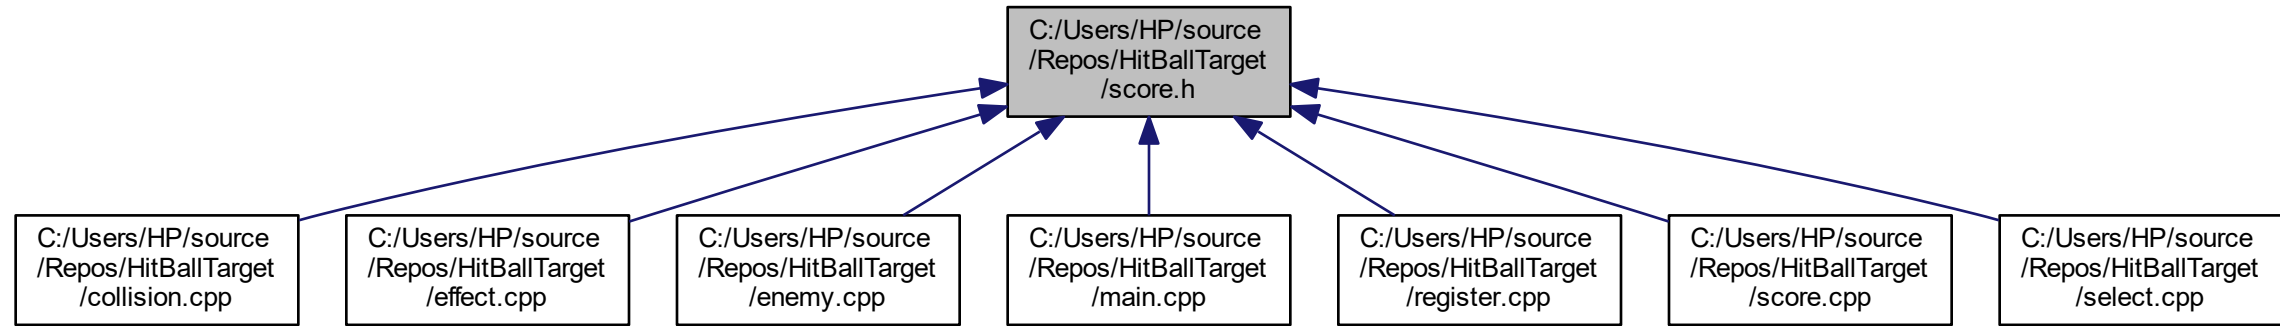 C:/Users/HP/source
/Repos/HitBallTarget
/score.h
C:/Users/HP/source
/Repos/HitBallTarget
/collision.cpp
C:/Users/HP/source
/Repos/HitBallTarget
/effect.cpp
C:/Users/HP/source
/Repos/HitBallTarget
/enemy.cpp
C:/Users/HP/source
/Repos/HitBallTarget
/main.cpp
C:/Users/HP/source
/Repos/HitBallTarget
/register.cpp
C:/Users/HP/source
/Repos/HitBallTarget
/score.cpp
C:/Users/HP/source
/Repos/HitBallTarget
/select.cpp